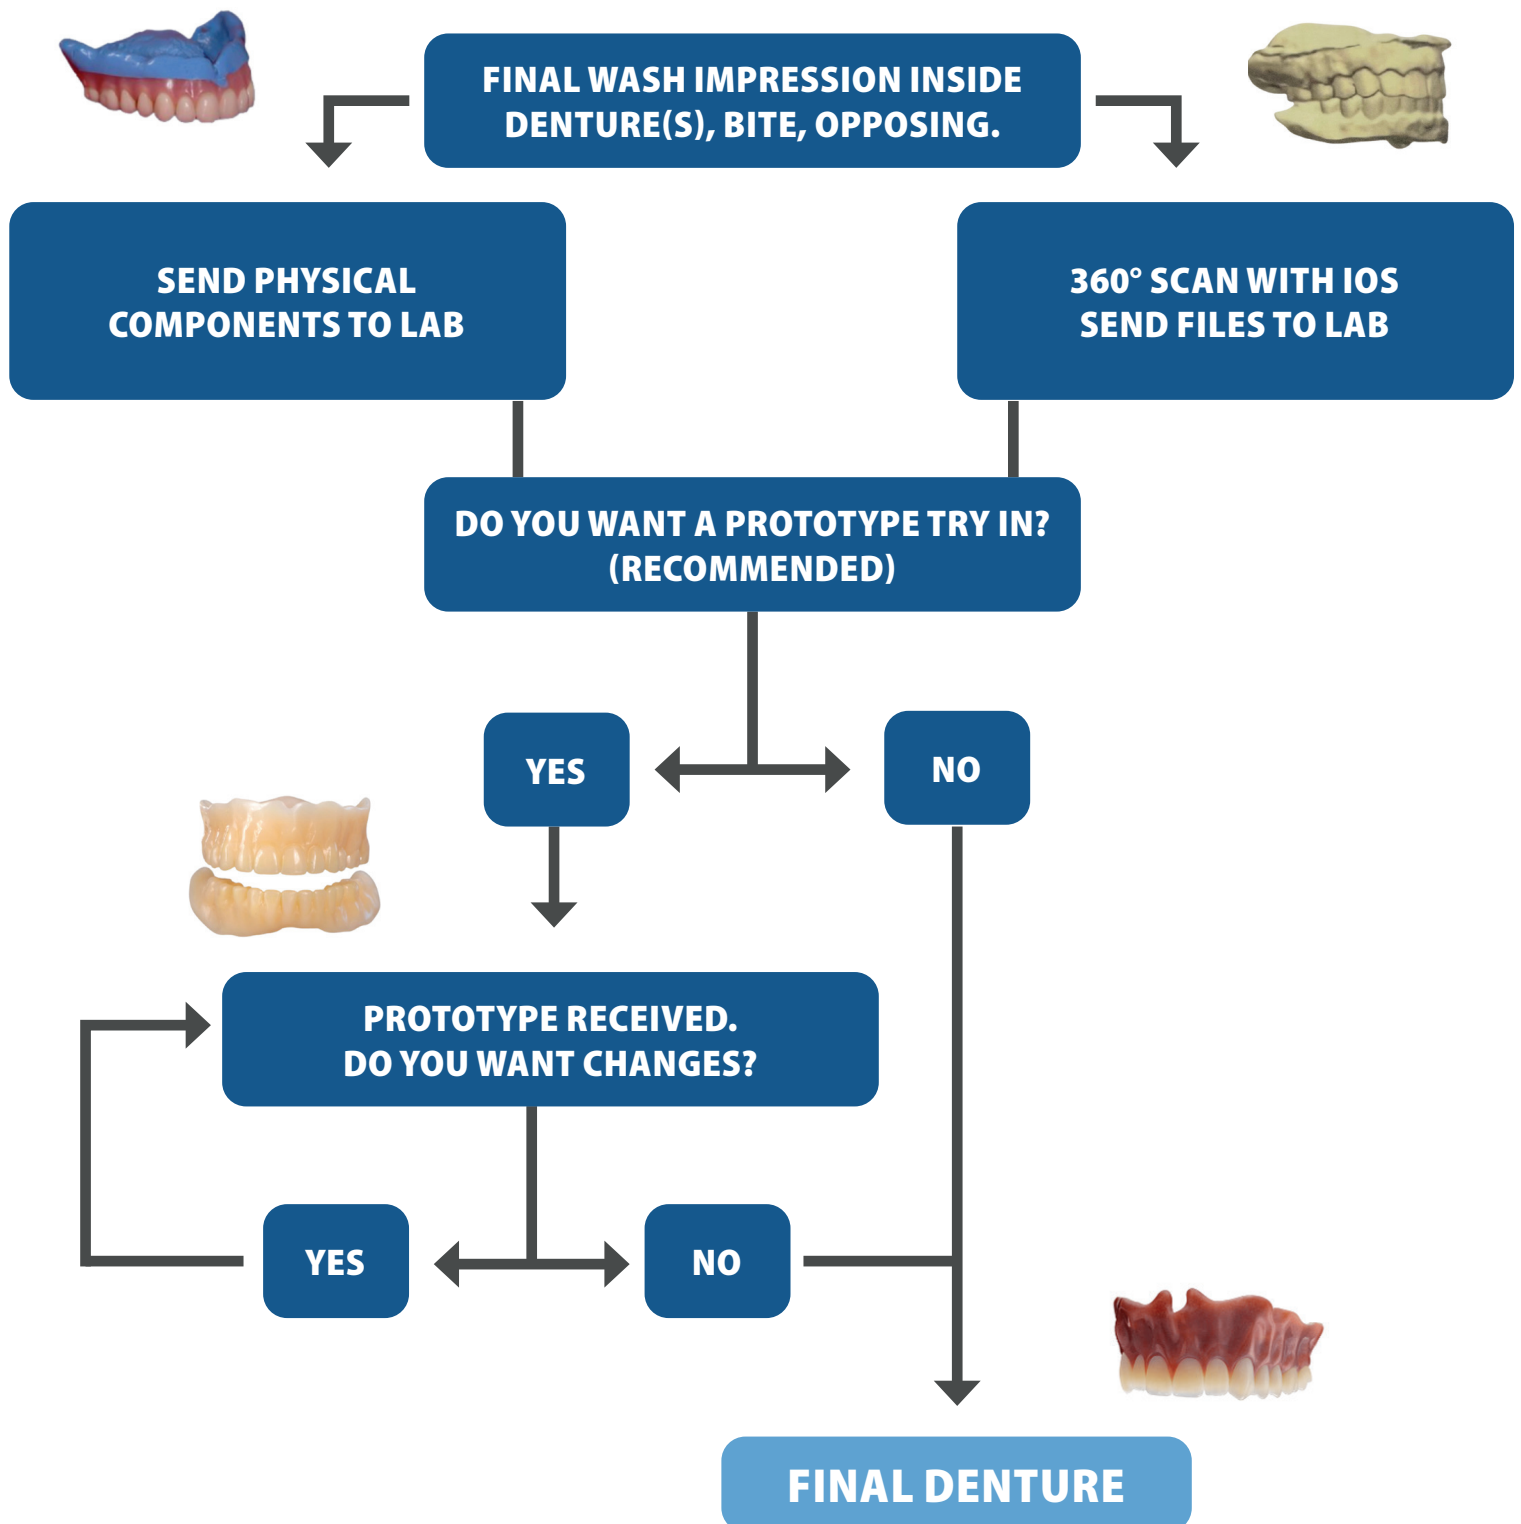 FINAL WASH IMPRESSION INSIDE
DENTURE(S), BITE, OPPOSING.
SEND PHYSICAL
COMPONENTS TO LAB
360° SCAN WITH IOS
SEND FILES TO LAB
DO YOU WANT A PROTOTYPE TRY IN?
(RECOMMENDED)
YES
NO
PROTOTYPE RECEIVED.
DO YOU WANT CHANGES?
YES
NO
FINAL DENTURE